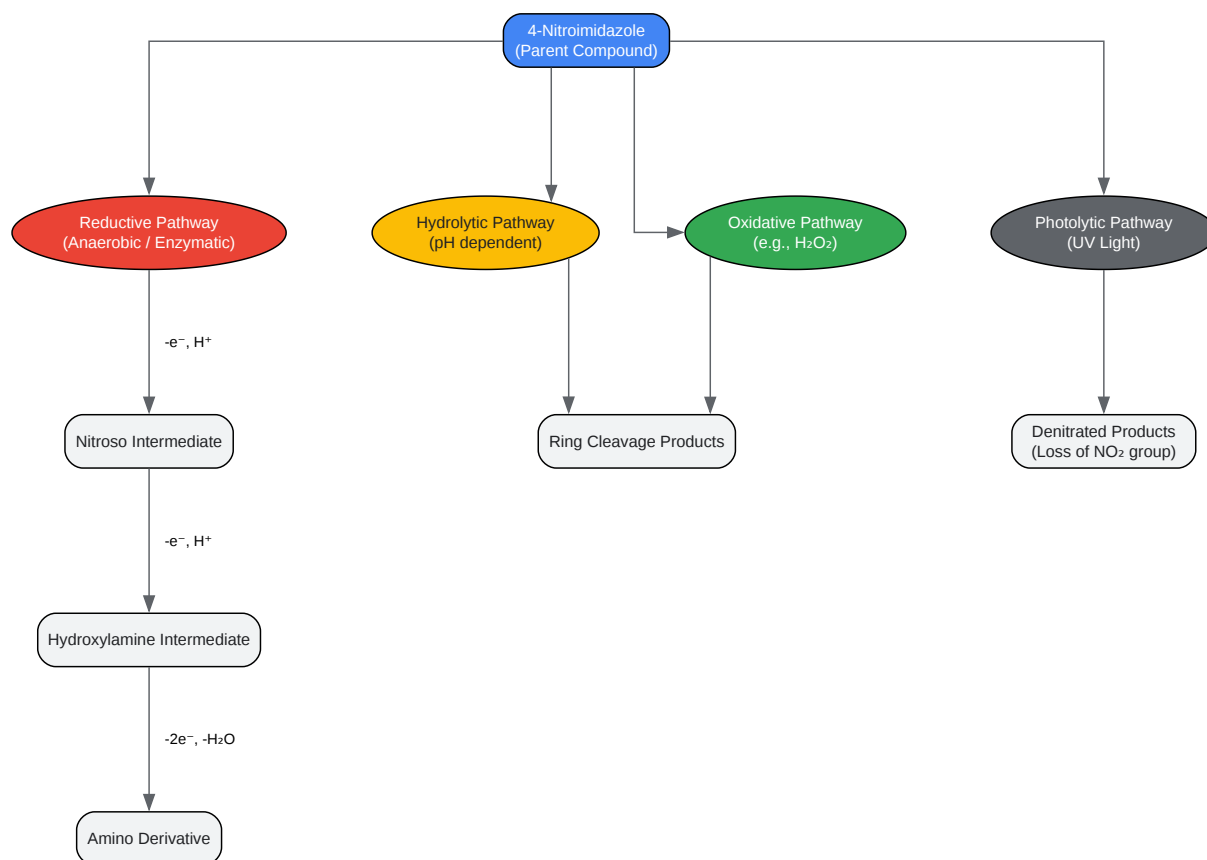 4-Nitroimidazole
(Parent Compound)
Reductive Pathway
(Anaerobic / Enzymatic)
Hydrolytic Pathway
(pH dependent)
Oxidative Pathway
(e.g., H₂O₂)
Photolytic Pathway
(UV Light)
-e⁻, H⁺
Nitroso Intermediate
Ring Cleavage Products
Denitrated Products
(Loss of NO₂ group)
-e⁻, H⁺
Hydroxylamine Intermediate
-2e⁻, -H₂O
Amino Derivative